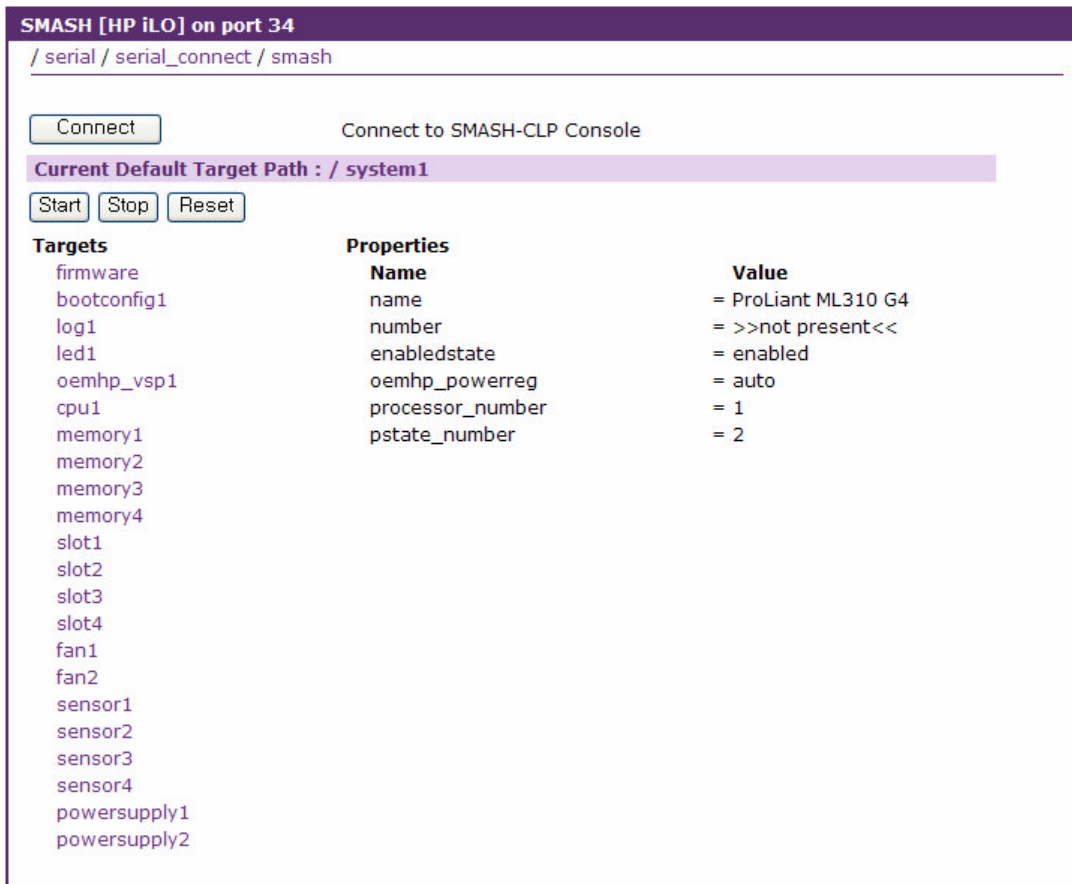 SMASH [HP iLO] on port 34
/ serial / serial_connect / smash
Connect Connect to SMASH-CLP Console
Current Default Target Path : / system1
Start Stop Reset
Targets Properties
firmware Name Value
bootconfig1 name = ProLiant ML310 G4
log1 number = >>not present<<
led1 enabledstate = enabled
oemhp_vsp1 oemhp_powerreg = auto
cpu1 processor_number = 1
memory1 pstate_number = 2
memory2
memory3
memory4
slot1
slot2
slot3
slot4
fan1
fan2
sensor1
sensor2
sensor3
sensor4
powersupply1
powersupply2